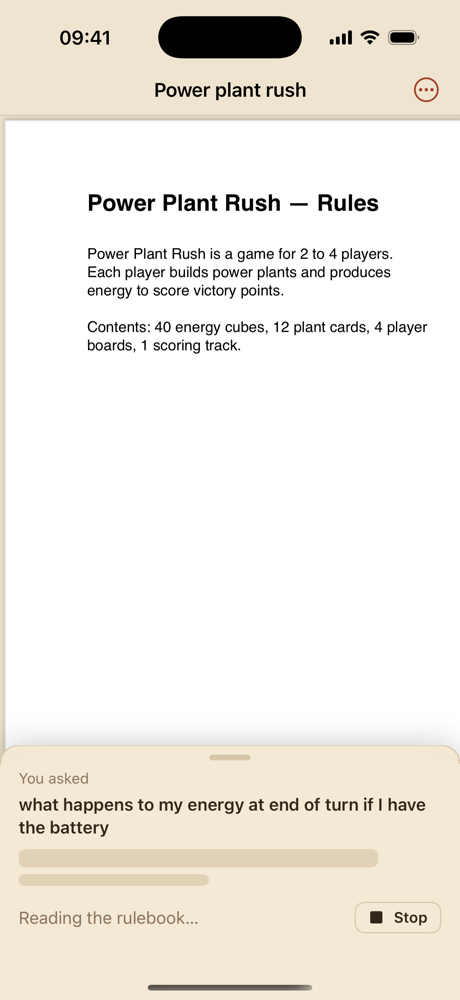 09:41
Power plant rush
Power Plant Rush — Rules
Power Plant Rush is a game for 2 to 4 players.
Each player builds power plants and produces
energy to score victory points.
Contents: 40 energy cubes, 12 plant cards, 4 player
boards, 1 scoring track.
You asked
what happens to my energy at end of turn if I have
the battery
Reading the rulebook...
Stop